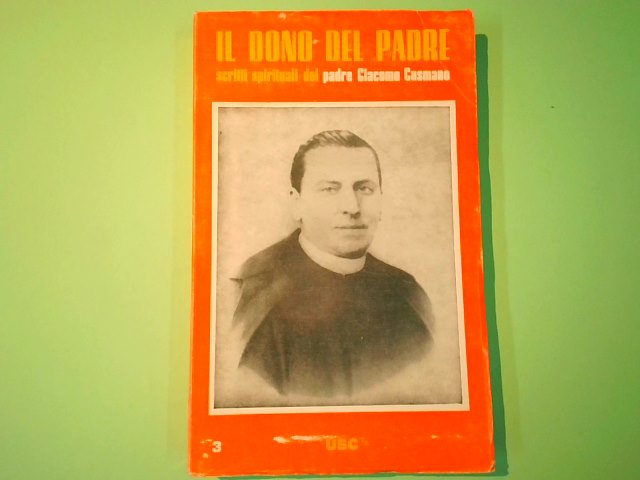 IL DONO DEL PADRE
scritti spirituali del padre Giacomo Cusmano
3
USC